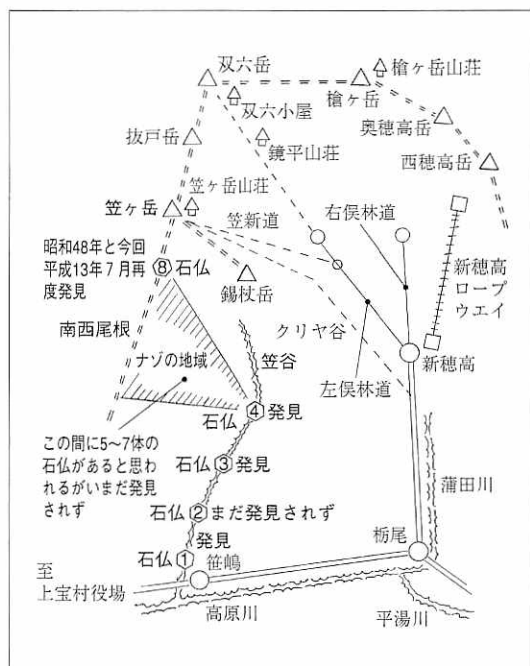 双六岳
槍ヶ岳山荘
槍ヶ岳
双六小屋
奥穂高岳
抜戸岳
鏡平山荘
西穂高岳
笠ヶ岳山荘
笠ヶ岳
笠新道
右俣林道
昭和48年と今回
平成13年7月再
度発見
⑧石仏
錫杖岳
新穂高
ロープ
ウエイ
南西尾根
クリヤ谷
笠谷
ナゾの地域
左俣林道
新穂高
石仏④発見
この間に5〜7体の
石仏があると思わ
れるがいまだ発見
されず
石仏③発見
蒲田川
石仏②まだ発見されず
発見
石仏①
笹嶋
栃尾
至
上宝村役場
高原川
平湯川